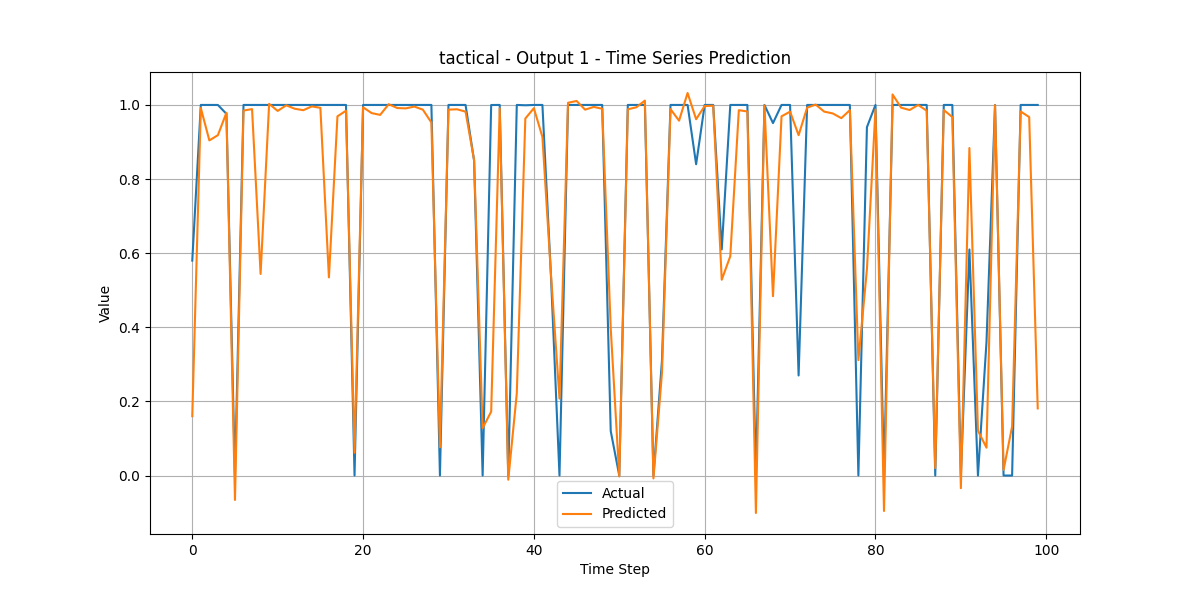 tactical - Output 1 - Time Series Prediction
1.0
0.8
0.6
0.4
0.2
0.0
Value
Actual
Predicted
0 20 40 60 80 100
Time Step